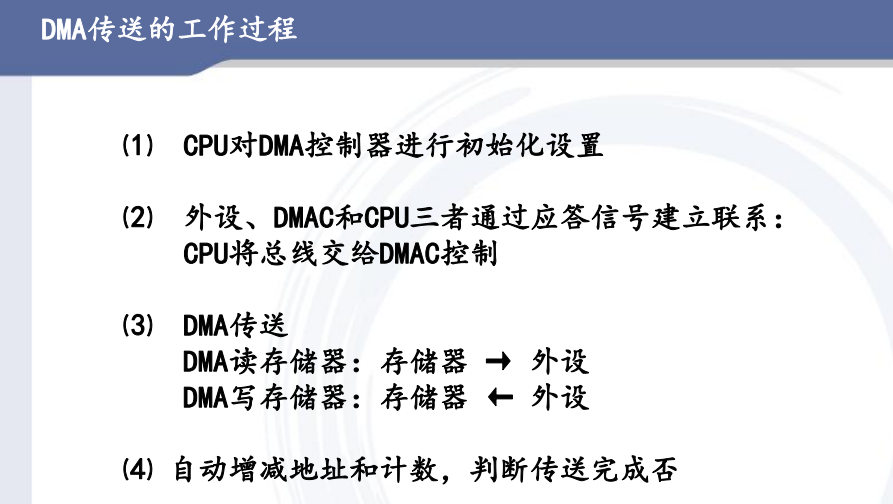 DMA传送的工作过程
(1) CPU对DMA控制器进行初始化设置
(2) 外设、DMAC和CPU三者通过应答信号建立联系：
CPU将总线交给DMAC控制
(3) DMA传送
DMA读存储器：存储器 → 外设
DMA写存储器：存储器 ← 外设
(4) 自动增减地址和计数，判断传送完成否